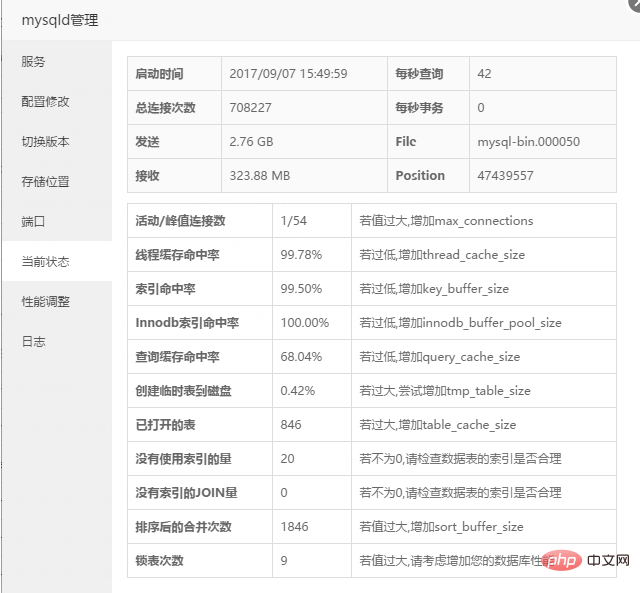 mysqld管理
服务
配置修改
切换版本
存储位置
端口
当前状态
性能调整
日志
启动时间 2017/09/07 15:49:59 每秒查询 42
总连接次数 708227 每秒事务 0
发送 2.76 GB File mysql-bin.000050
接收 323.88 MB Position 47439557
活动/峰值连接数 1/54 若值过大,增加max_connections
线程缓存命中率 99.78% 若过低,增加thread_cache_size
索引命中率 99.50% 若过低,增加key_buffer_size
Innodb索引命中率 100.00% 若过低,增加innodb_buffer_pool_size
查询缓存命中率 68.04% 若过低,增加query_cache_size
创建临时表到磁盘 0.42% 若过大,尝试增加tmp_table_size
已打开的表 846 若过大,增加table_cache_size
没有使用索引的量 20 若不为0,请检查数据表的索引是否合理
没有索引的JOIN量 0 若不为0,请检查数据表的索引是否合理
排序后的合并次数 1846 若值过大,增加sort_buffer_size
锁表次数 9 若值过大,请考虑增加您的数据库性
php 中文网